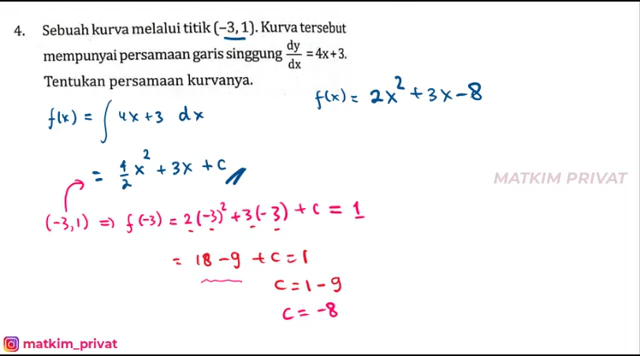 4. Sebuah kurva melalui titik (−3, 1). Kurva tersebut
mempunyai persamaan garis singgung dy/dx = 4x+3.
Tentukan persamaan kurvanya.
f(x) = ∫ 4x+3 dx
= 4/2 x² + 3x + c
(-3,1) ⇒ f(-3) = 2(-3)² + 3(-3) + c = 1
= 18 - 9 + c = 1
c = 1 - 9
c = -8
f(x) = 2x² + 3x - 8
MATKIM PRIVAT
matkim_privat